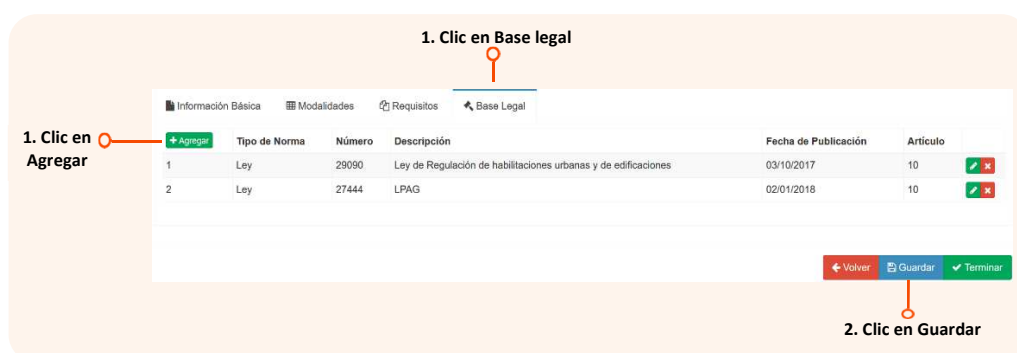 1. Clic en Base legal
Información Básica Modalidades Requisitos Base Legal
1. Clic en
Agregar
+ Agregar Tipo de Norma Número Descripción Fecha de Publicación Artículo
1 Ley 29090 Ley de Regulación de habilitaciones urbanas y de edificaciones 03/10/2017 10
2 Ley 27444 LPAG 02/01/2018 10
Volver Guardar Terminar
2. Clic en Guardar